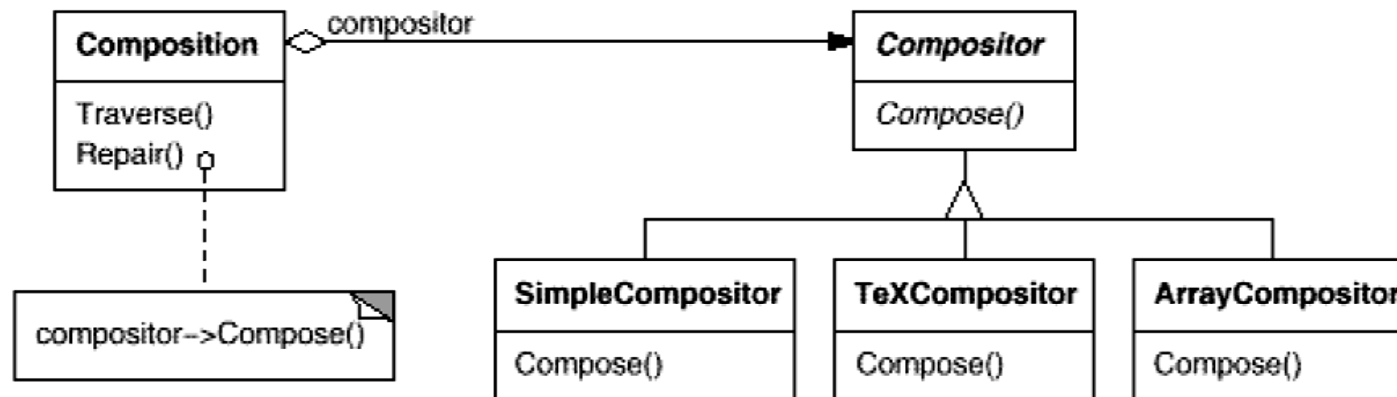 Composition
Traverse()
Repair()
compositor
Compositor
Compose()
compositor->Compose()
SimpleCompositor
Compose()
TeXCompositor
Compose()
ArrayCompositor
Compose()